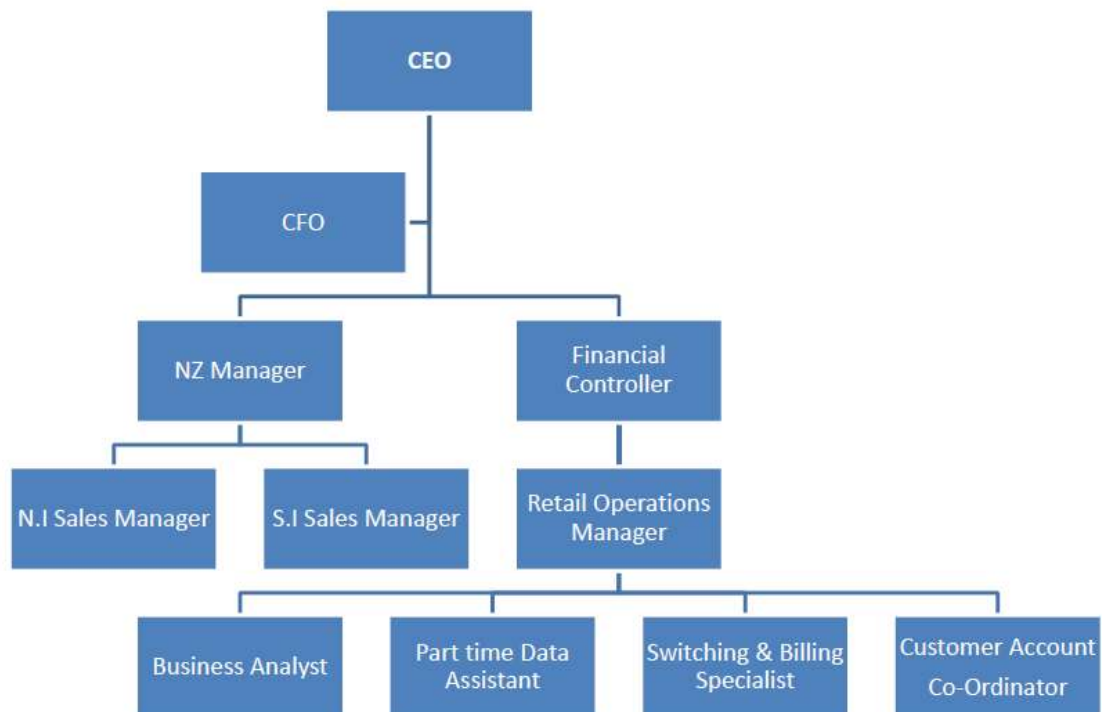 CEO
CFO
NZ Manager
Financial
Controller
N.I Sales Manager
S.I Sales Manager
Retail Operations
Manager
Business Analyst
Part time Data
Assistant
Switching & Billing
Specialist
Customer Account
Co-Ordinator